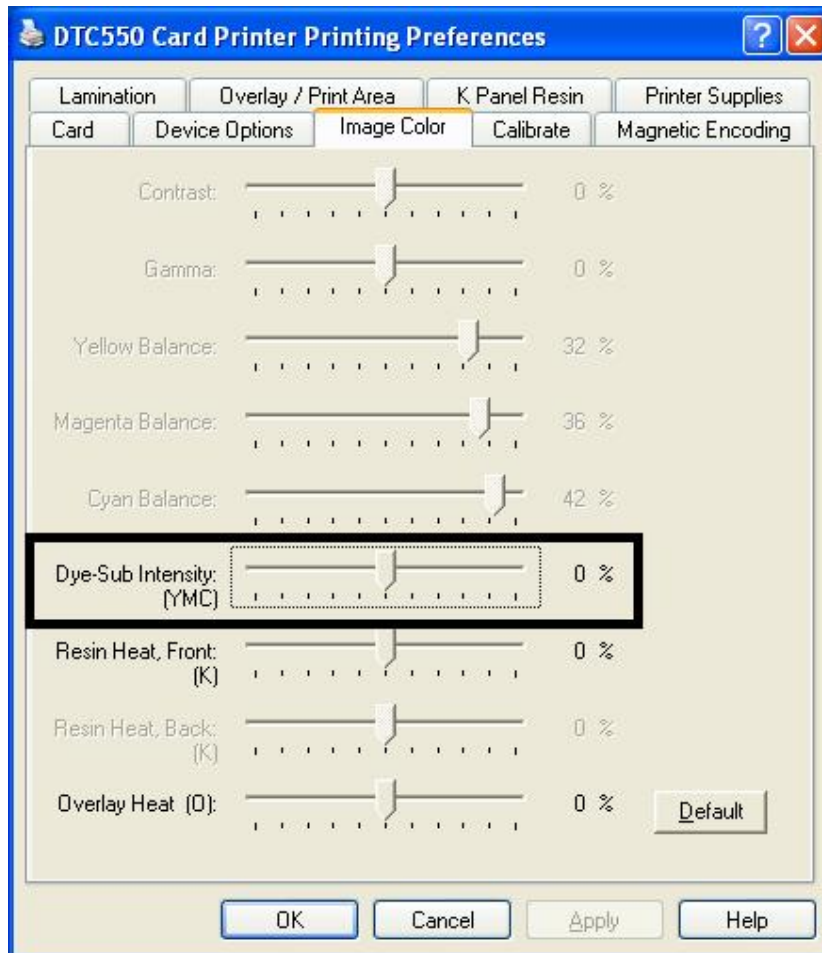 DTC550 Card Printer Printing Preferences
Lamination Overlay / Print Area K Panel Resin Printer Supplies
Card Device Options Image Color Calibrate Magnetic Encoding
Contrast: 0 %
Gamma: 0 %
Yellow Balance: 32 %
Magenta Balance: 36 %
Cyan Balance: 42 %
Dye-Sub Intensity: 0 %
(YMC)
Resin Heat, Front: 0 %
(K)
Resin Heat, Back: 0 %
(K)
Overlay Heat (O): 0 % Default
OK Cancel Apply Help